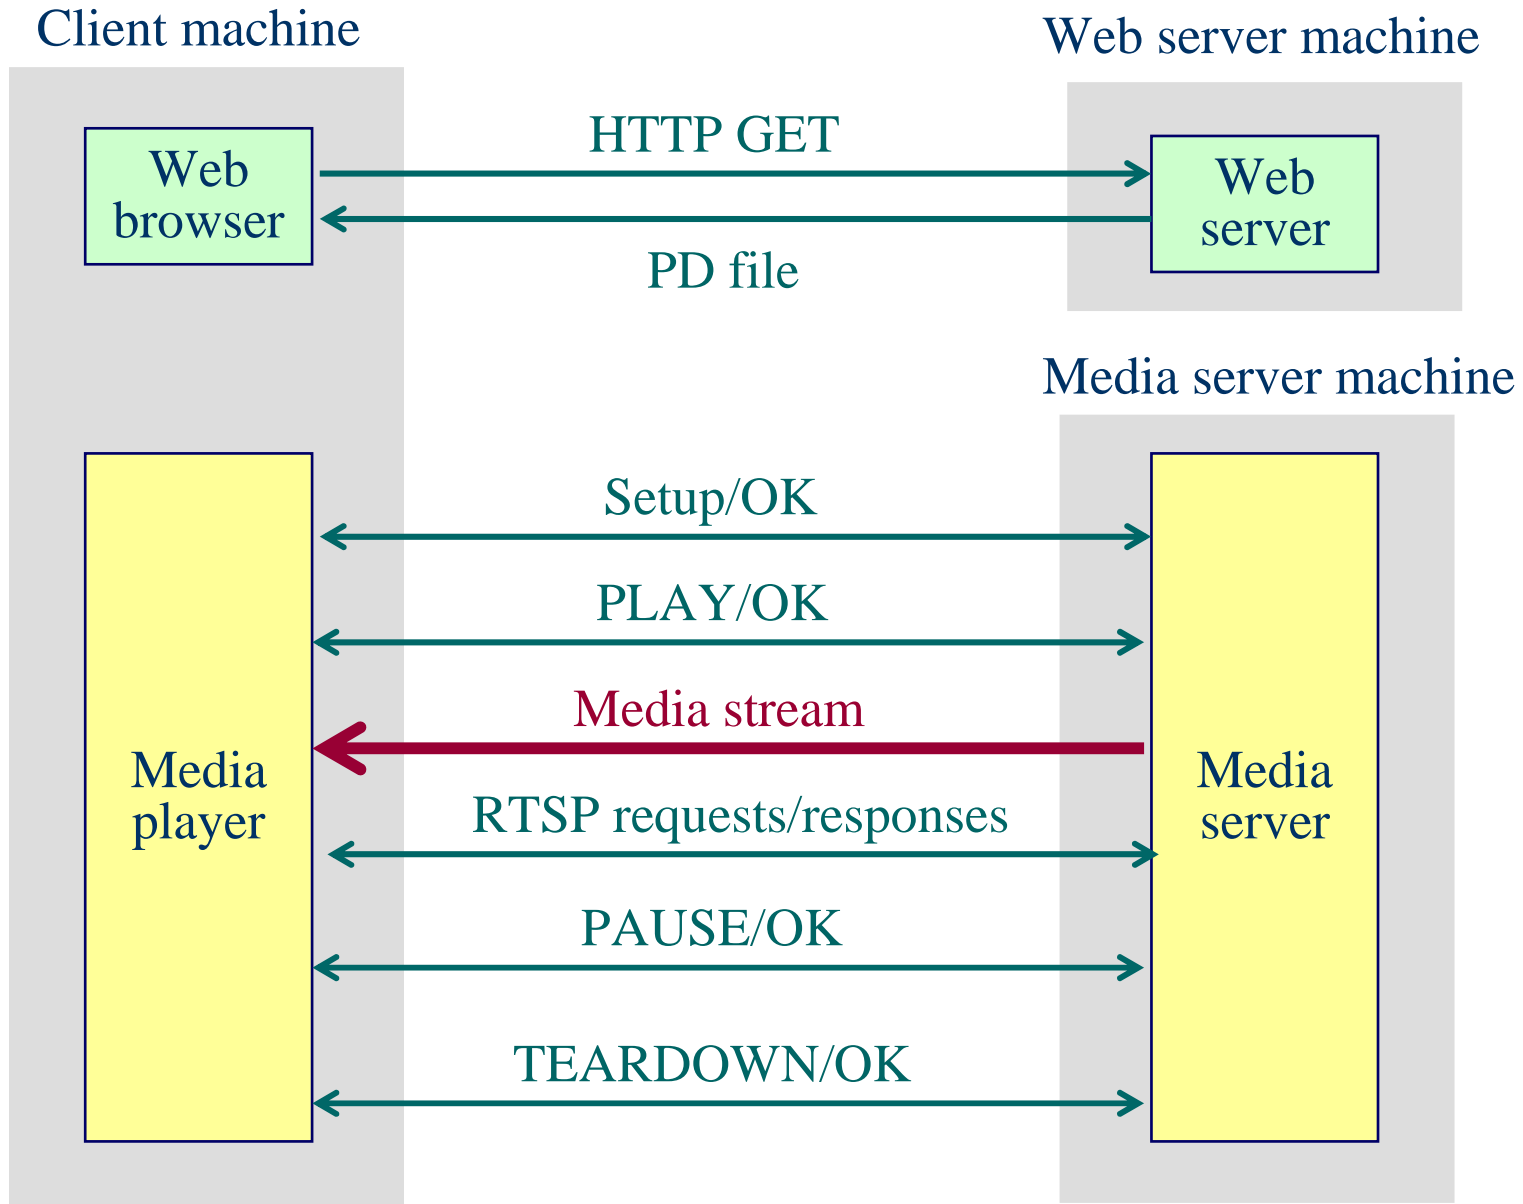 Client machine
Web server machine
HTTP GET
Web
browser
Web
server
PD file
Media server machine
Setup/OK
PLAY/OK
Media stream
Media
player
Media
server
RTSP requests/responses
PAUSE/OK
TEARDOWN/OK